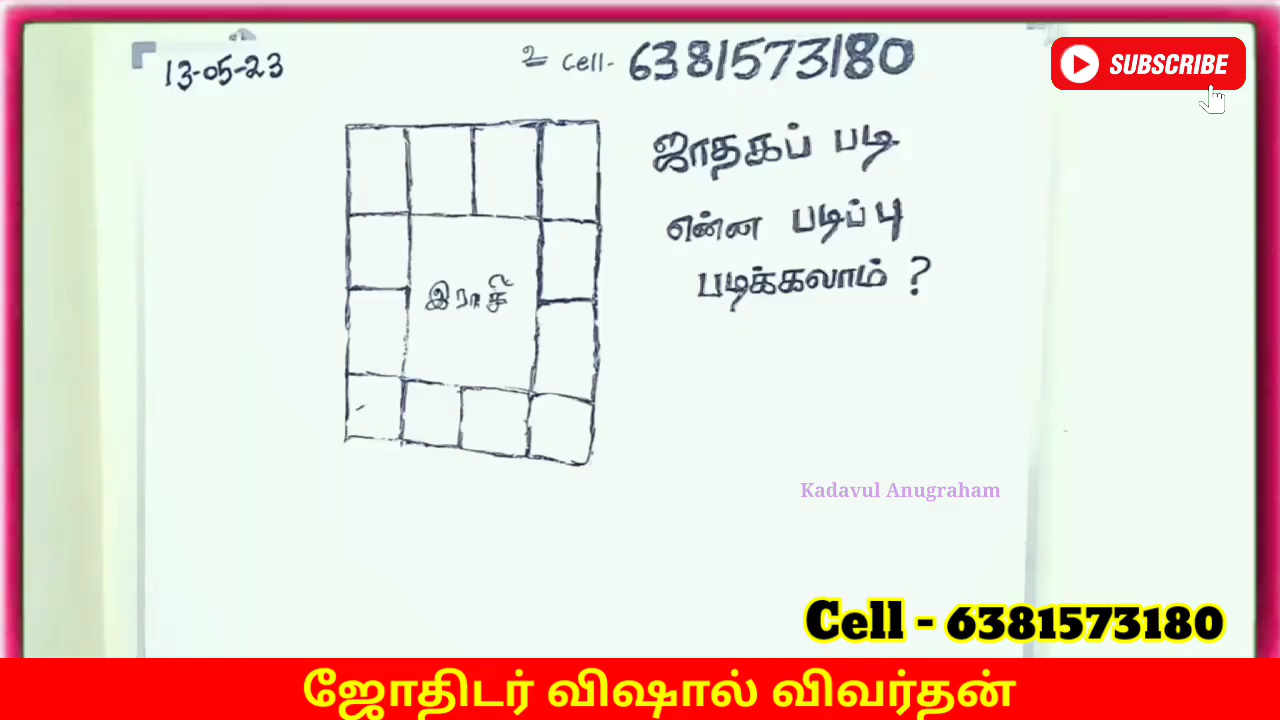 13-05-23
உ Cell- 6381573180
SUBSCRIBE
ஜாதகப் படி
என்ன படிப்பு
படிக்கலாம் ?
இராசி
Kadavul Anugraham
Cell - 6381573180
ஜோதிடர் விஷால் விவர்தன்